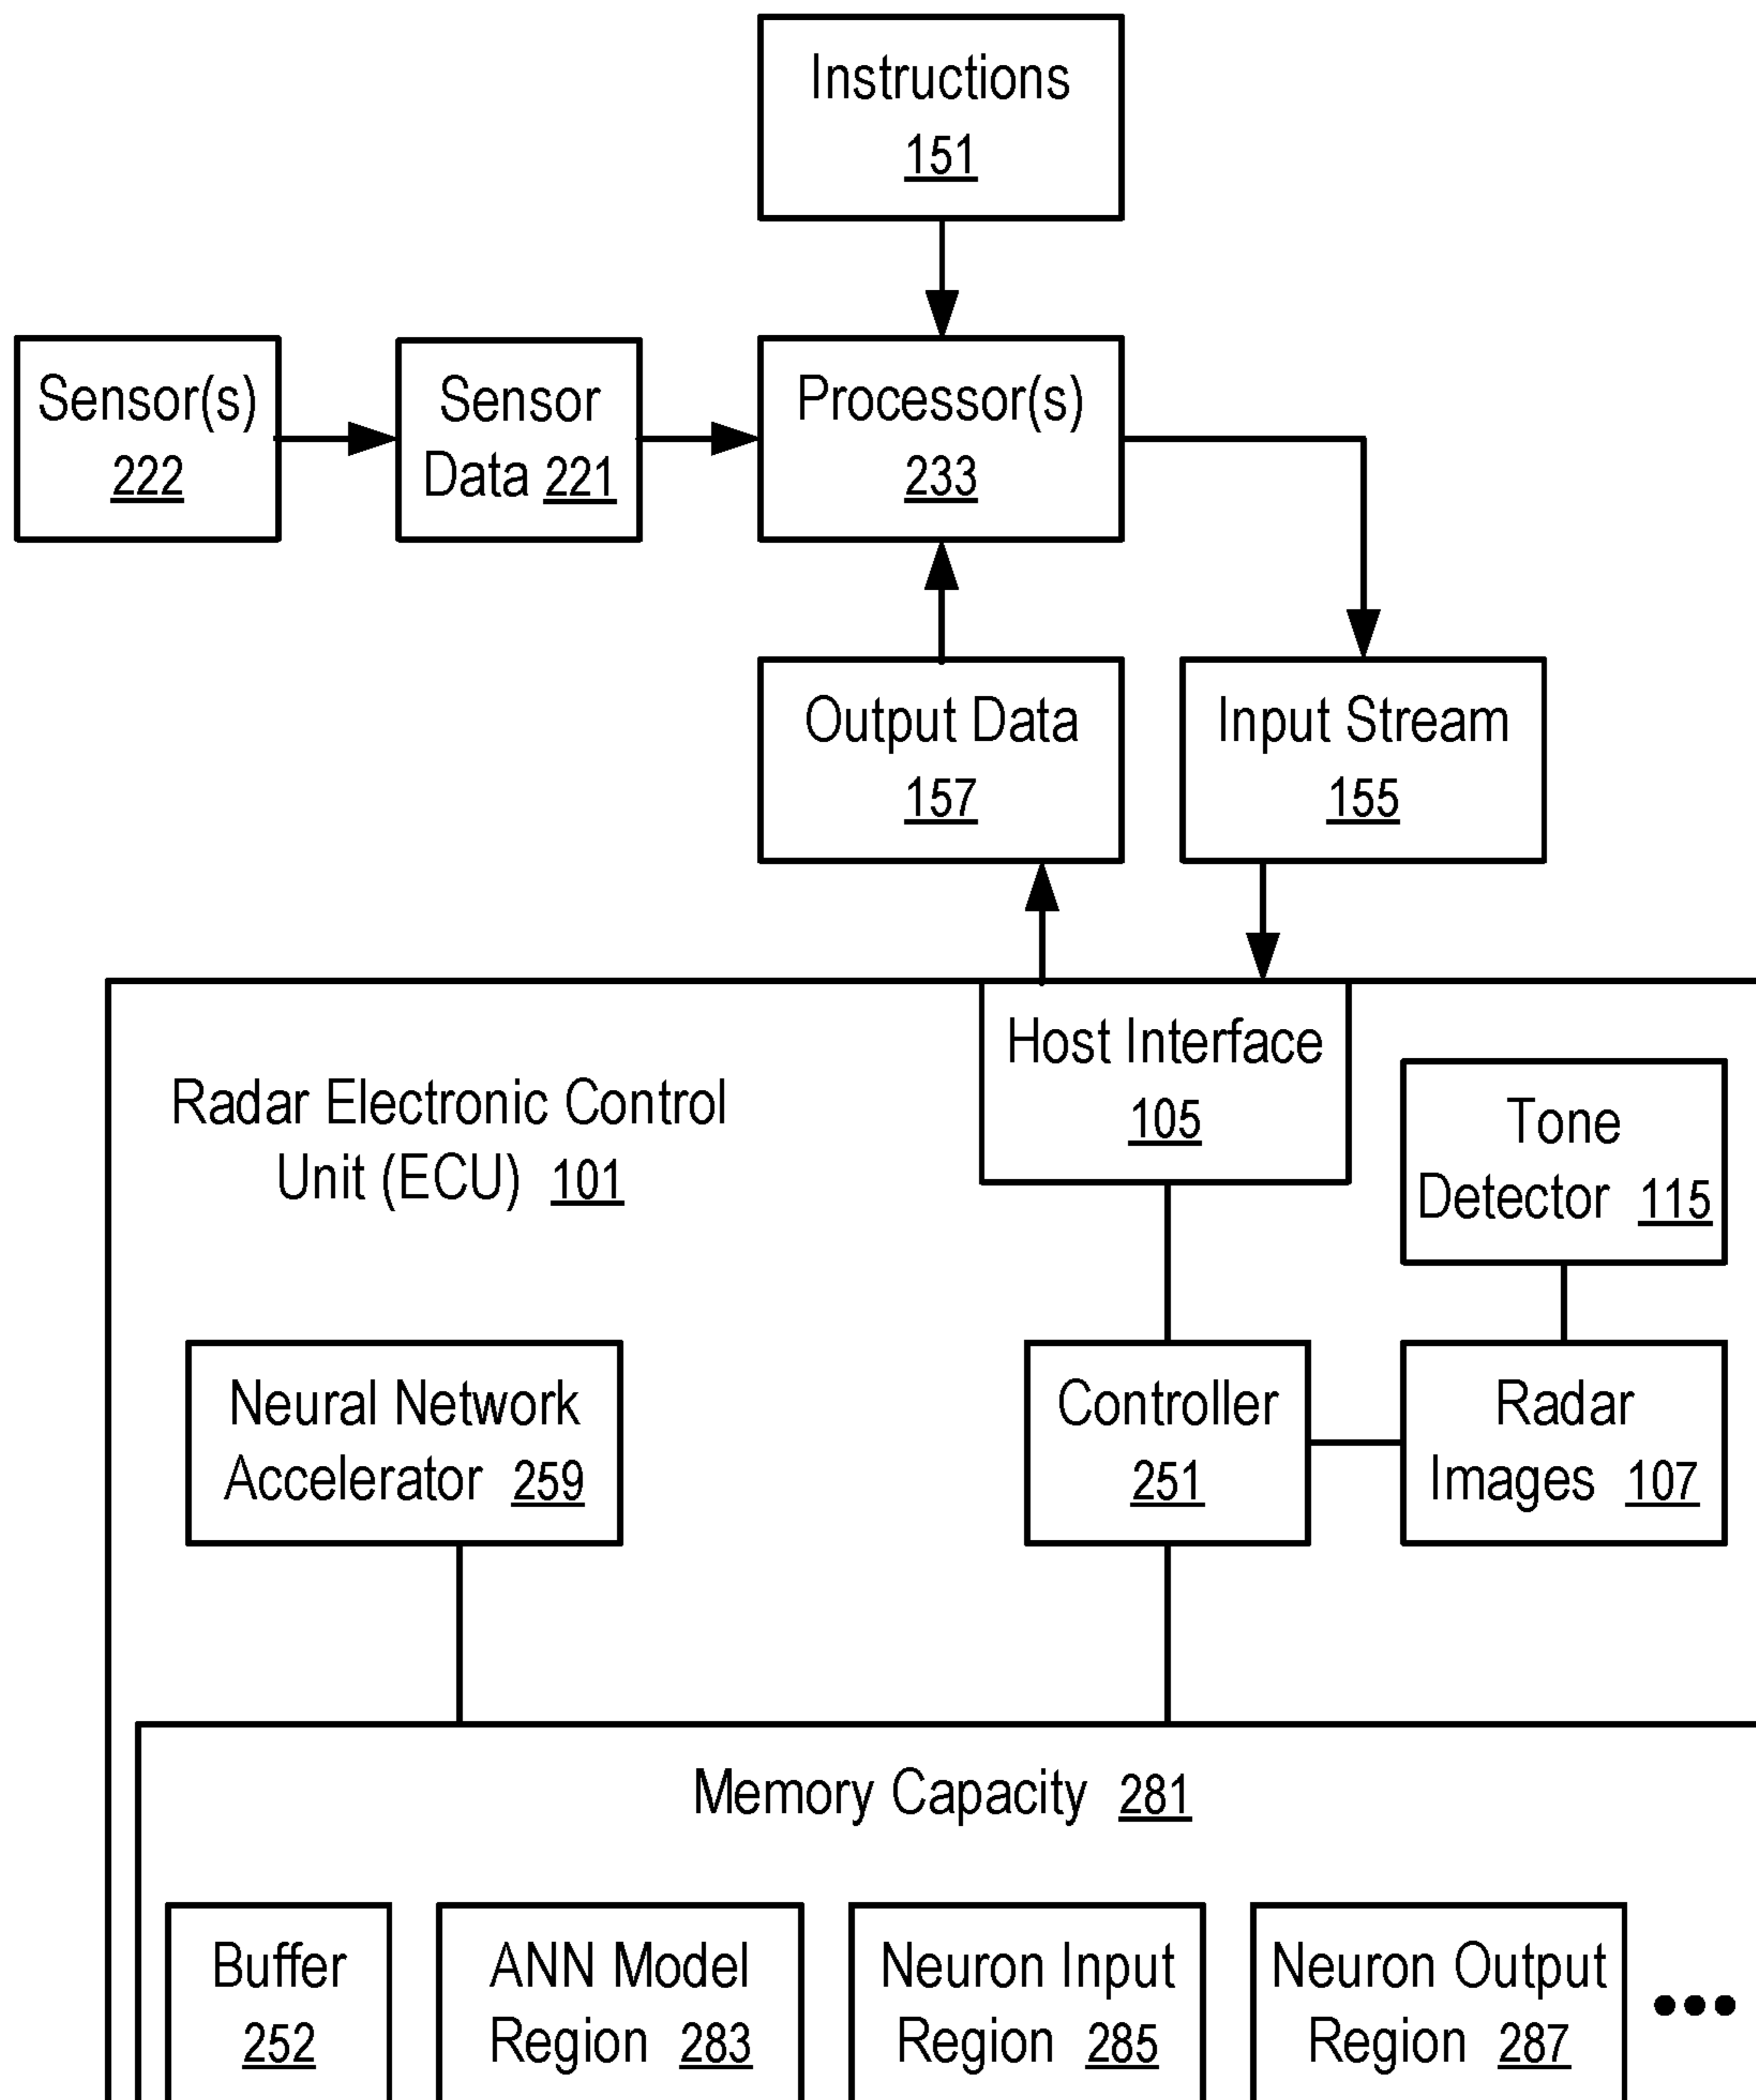 Instructions
151
Sensor(s)
222
Sensor
Data 221
Processor(s)
233
Output Data
157
Input Stream
155
Radar Electronic Control
Unit (ECU) 101
Host Interface
105
Tone
Detector 115
Neural Network
Accelerator 259
Controller
251
Radar
Images 107
Memory Capacity 281
Buffer
252
ANN Model
Region 283
Neuron Input
Region 285
Neuron Output
Region 287
•••